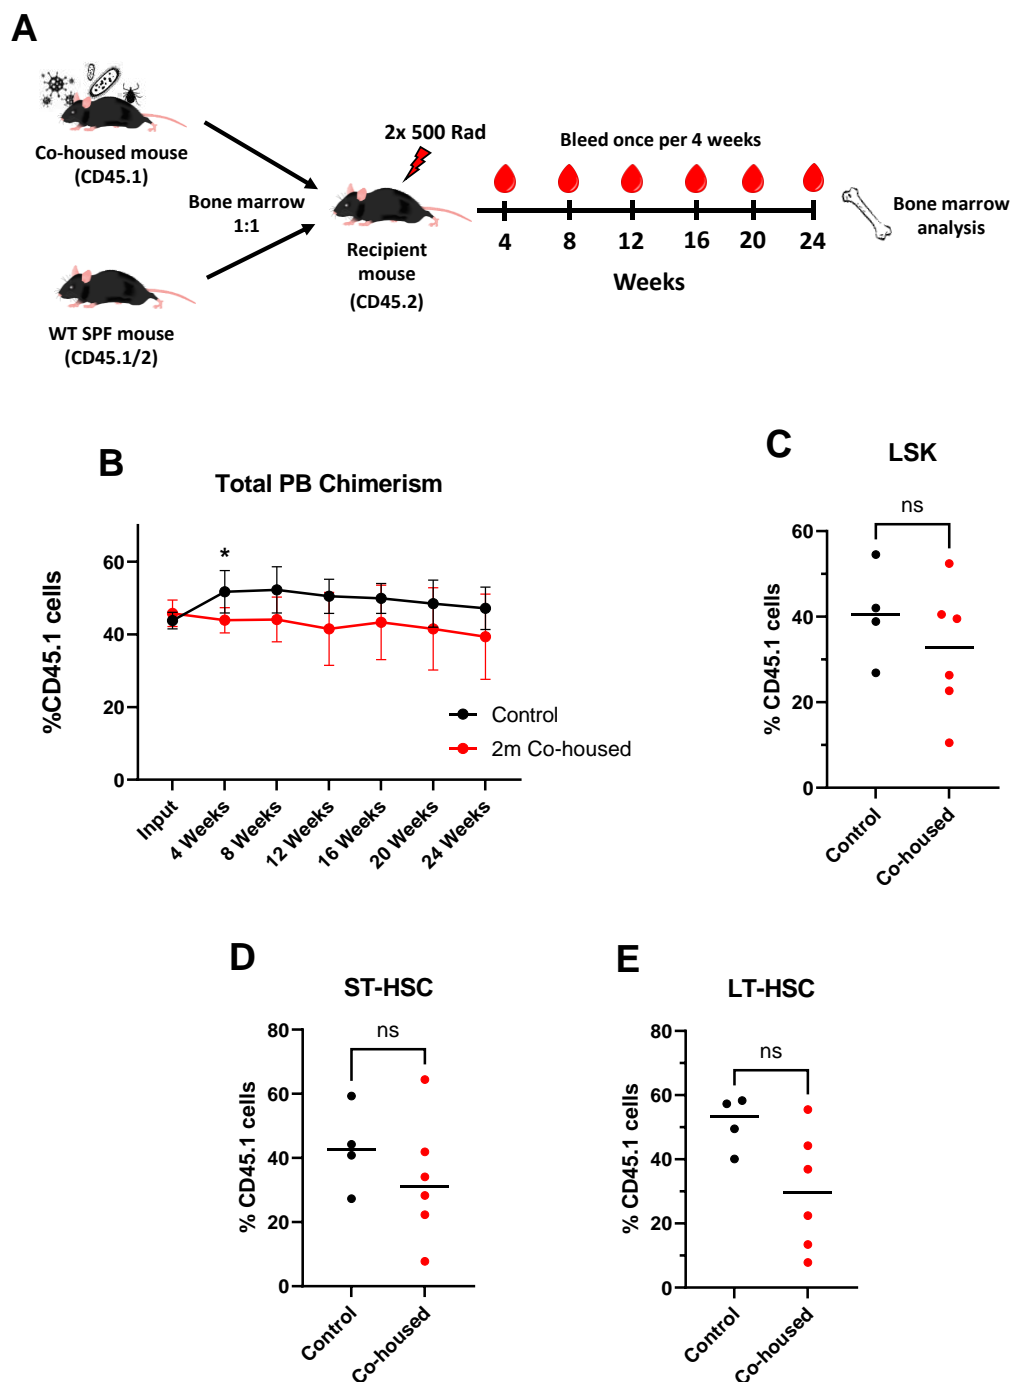 A
Co-housed mouse
(CD45.1)
WT SPF mouse
(CD45.1/2)
Bone marrow
1:1
2x 500 Rad
Recipient
mouse
(CD45.2)
Bleed once per 4 weeks
4 8 12 16 20 24
Weeks
Bone marrow
analysis
B
Total PB Chimerism
%CD45.1 cells
60
40
20
0
*
Control
2m Co-housed
Input
4 Weeks
8 Weeks
12 Weeks
16 Weeks
20 Weeks
24 Weeks
C
LSK
ns
% CD45.1 cells
60
40
20
0
Control
Co-housed
D
ST-HSC
ns
% CD45.1 cells
80
60
40
20
0
Control
Co-housed
E
LT-HSC
ns
% CD45.1 cells
80
60
40
20
0
Control
Co-housed